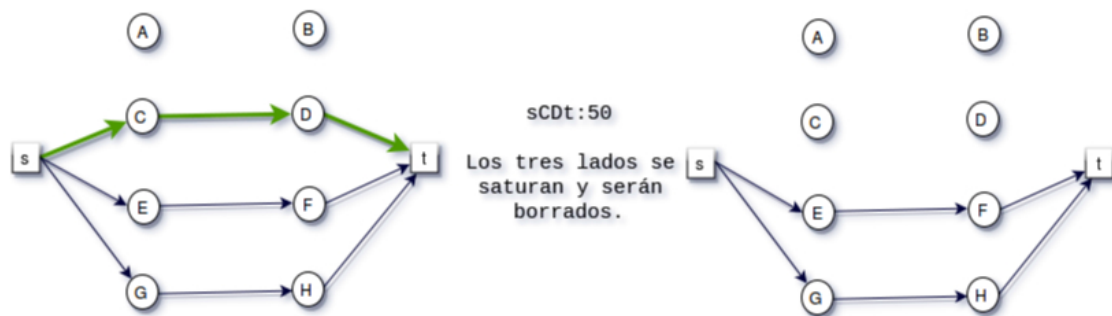 A
B
C
D
s
t
E
F
G
H
sCDt:50
Los tres lados se
saturan y serán
borrados.
A
B
C
D
s
t
E
F
G
H